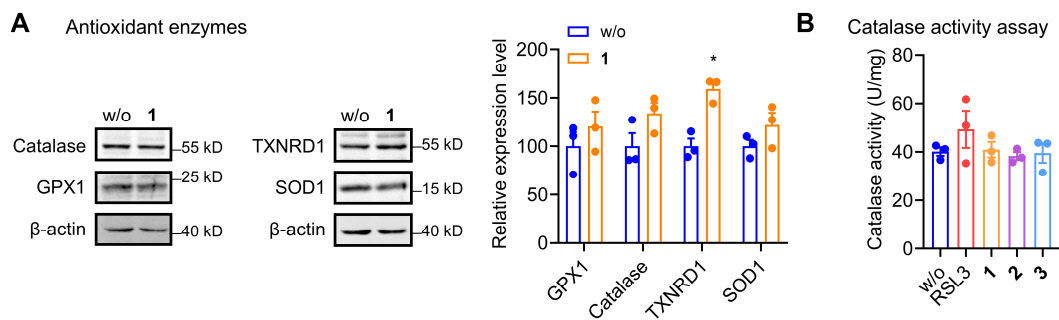 A Antioxidant enzymes
w/o 1
Catalase 55 kD
GPX1 25 kD
β-actin 40 kD
w/o 1
TXNRD1 55 kD
SOD1 15 kD
β-actin 40 kD
Relative expression level
200
150
100
50
0
w/o
1
*
GPX1 Catalase TXNRD1 SOD1
B Catalase activity assay
Catalase activity (U/mg)
80
60
40
20
0
w/o RSL3 1 2 3